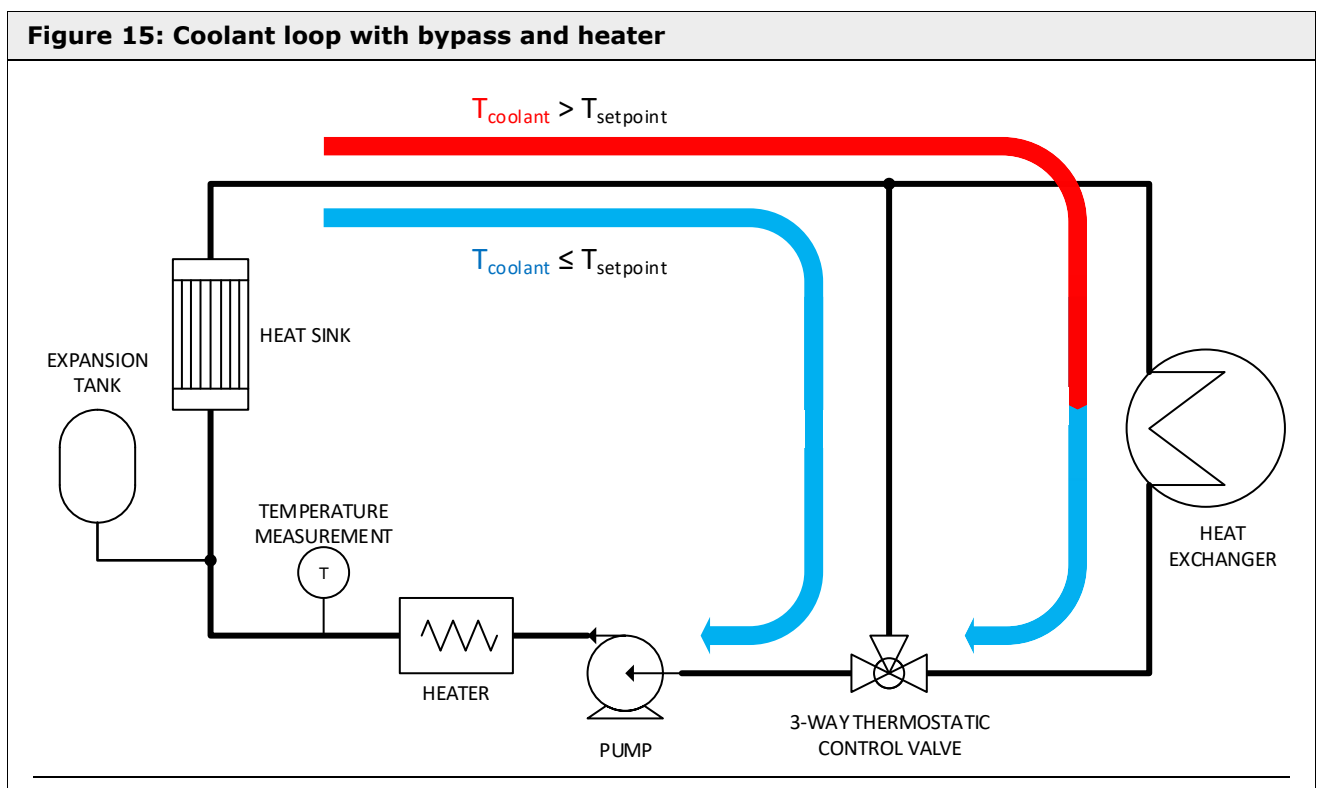 Figure 15: Coolant loop with bypass and heater
Tcoolant > Tsetpoint
Tcoolant ≤ Tsetpoint
HEAT SINK
EXPANSION
TANK
TEMPERATURE
MEASUREMENT
T
HEAT
EXCHANGER
HEATER
PUMP
3-WAY THERMOSTATIC
CONTROL VALVE